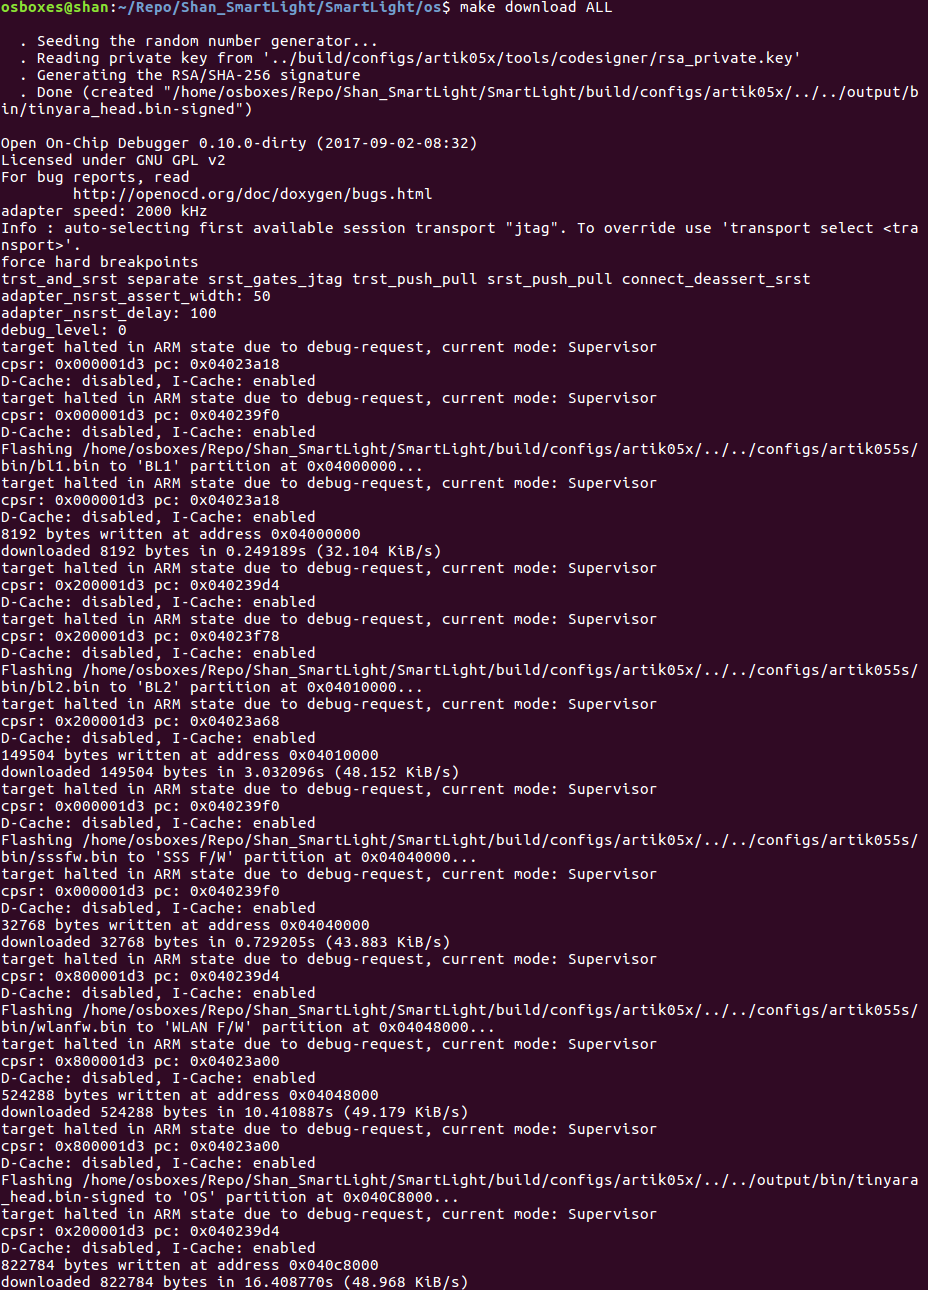 osboxes@shan:~/Repo/Shan_SmartLight/SmartLight/os$ make download ALL
  . Seeding the random number generator...
  . Reading private key from '../build/configs/artik05x/tools/codesigner/rsa_private.key'
  . Generating the RSA/SHA-256 signature
  . Done (created "/home/osboxes/Repo/Shan_SmartLight/SmartLight/build/configs/artik05x/../../output/b
in/tinyara_head.bin-signed")
Open On-Chip Debugger 0.10.0-dirty (2017-09-02-08:32)
Licensed under GNU GPL v2
For bug reports, read
        http://openocd.org/doc/doxygen/bugs.html
adapter speed: 2000 kHz
Info : auto-selecting first available session transport "jtag". To override use 'transport select <tra
nsport>'.
force hard breakpoints
trst_and_srst separate srst_gates_jtag trst_push_pull srst_push_pull connect_deassert_srst
adapter_nsrst_assert_width: 50
adapter_nsrst_delay: 100
debug_level: 0
target halted in ARM state due to debug-request, current mode: Supervisor
cpsr: 0x000001d3 pc: 0x04023a18
D-Cache: disabled, I-Cache: enabled
target halted in ARM state due to debug-request, current mode: Supervisor
cpsr: 0x000001d3 pc: 0x040239f0
D-Cache: disabled, I-Cache: enabled
Flashing /home/osboxes/Repo/Shan_SmartLight/SmartLight/build/configs/artik05x/../../configs/artik055s/
bin/bl1.bin to 'BL1' partition at 0x04000000...
target halted in ARM state due to debug-request, current mode: Supervisor
cpsr: 0x000001d3 pc: 0x04023a18
D-Cache: disabled, I-Cache: enabled
8192 bytes written at address 0x04000000
downloaded 8192 bytes in 0.249189s (32.104 KiB/s)
target halted in ARM state due to debug-request, current mode: Supervisor
cpsr: 0x200001d3 pc: 0x040239d4
D-Cache: disabled, I-Cache: enabled
target halted in ARM state due to debug-request, current mode: Supervisor
cpsr: 0x200001d3 pc: 0x04023f78
D-Cache: disabled, I-Cache: enabled
Flashing /home/osboxes/Repo/Shan_SmartLight/SmartLight/build/configs/artik05x/../../configs/artik055s/
bin/bl2.bin to 'BL2' partition at 0x04010000...
target halted in ARM state due to debug-request, current mode: Supervisor
cpsr: 0x200001d3 pc: 0x04023a68
D-Cache: disabled, I-Cache: enabled
149504 bytes written at address 0x04010000
downloaded 149504 bytes in 3.032096s (48.152 KiB/s)
target halted in ARM state due to debug-request, current mode: Supervisor
cpsr: 0x000001d3 pc: 0x040239f0
D-Cache: disabled, I-Cache: enabled
Flashing /home/osboxes/Repo/Shan_SmartLight/SmartLight/build/configs/artik05x/../../configs/artik055s/
bin/sssfw.bin to 'SSS F/W' partition at 0x04040000...
target halted in ARM state due to debug-request, current mode: Supervisor
cpsr: 0x000001d3 pc: 0x040239f0
D-Cache: disabled, I-Cache: enabled
32768 bytes written at address 0x04040000
downloaded 32768 bytes in 0.729205s (43.883 KiB/s)
target halted in ARM state due to debug-request, current mode: Supervisor
cpsr: 0x800001d3 pc: 0x040239d4
D-Cache: disabled, I-Cache: enabled
Flashing /home/osboxes/Repo/Shan_SmartLight/SmartLight/build/configs/artik05x/../../configs/artik055s/
bin/wlanfw.bin to 'WLAN F/W' partition at 0x04048000...
target halted in ARM state due to debug-request, current mode: Supervisor
cpsr: 0x800001d3 pc: 0x04023a00
D-Cache: disabled, I-Cache: enabled
524288 bytes written at address 0x04048000
downloaded 524288 bytes in 10.410887s (49.179 KiB/s)
target halted in ARM state due to debug-request, current mode: Supervisor
cpsr: 0x800001d3 pc: 0x04023a00
D-Cache: disabled, I-Cache: enabled
Flashing /home/osboxes/Repo/Shan_SmartLight/SmartLight/build/configs/artik05x/../../output/bin/tinyara
_head.bin-signed to 'OS' partition at 0x040C8000...
target halted in ARM state due to debug-request, current mode: Supervisor
cpsr: 0x200001d3 pc: 0x040239d4
D-Cache: disabled, I-Cache: enabled
822784 bytes written at address 0x040c8000
downloaded 822784 bytes in 16.408770s (48.968 KiB/s)